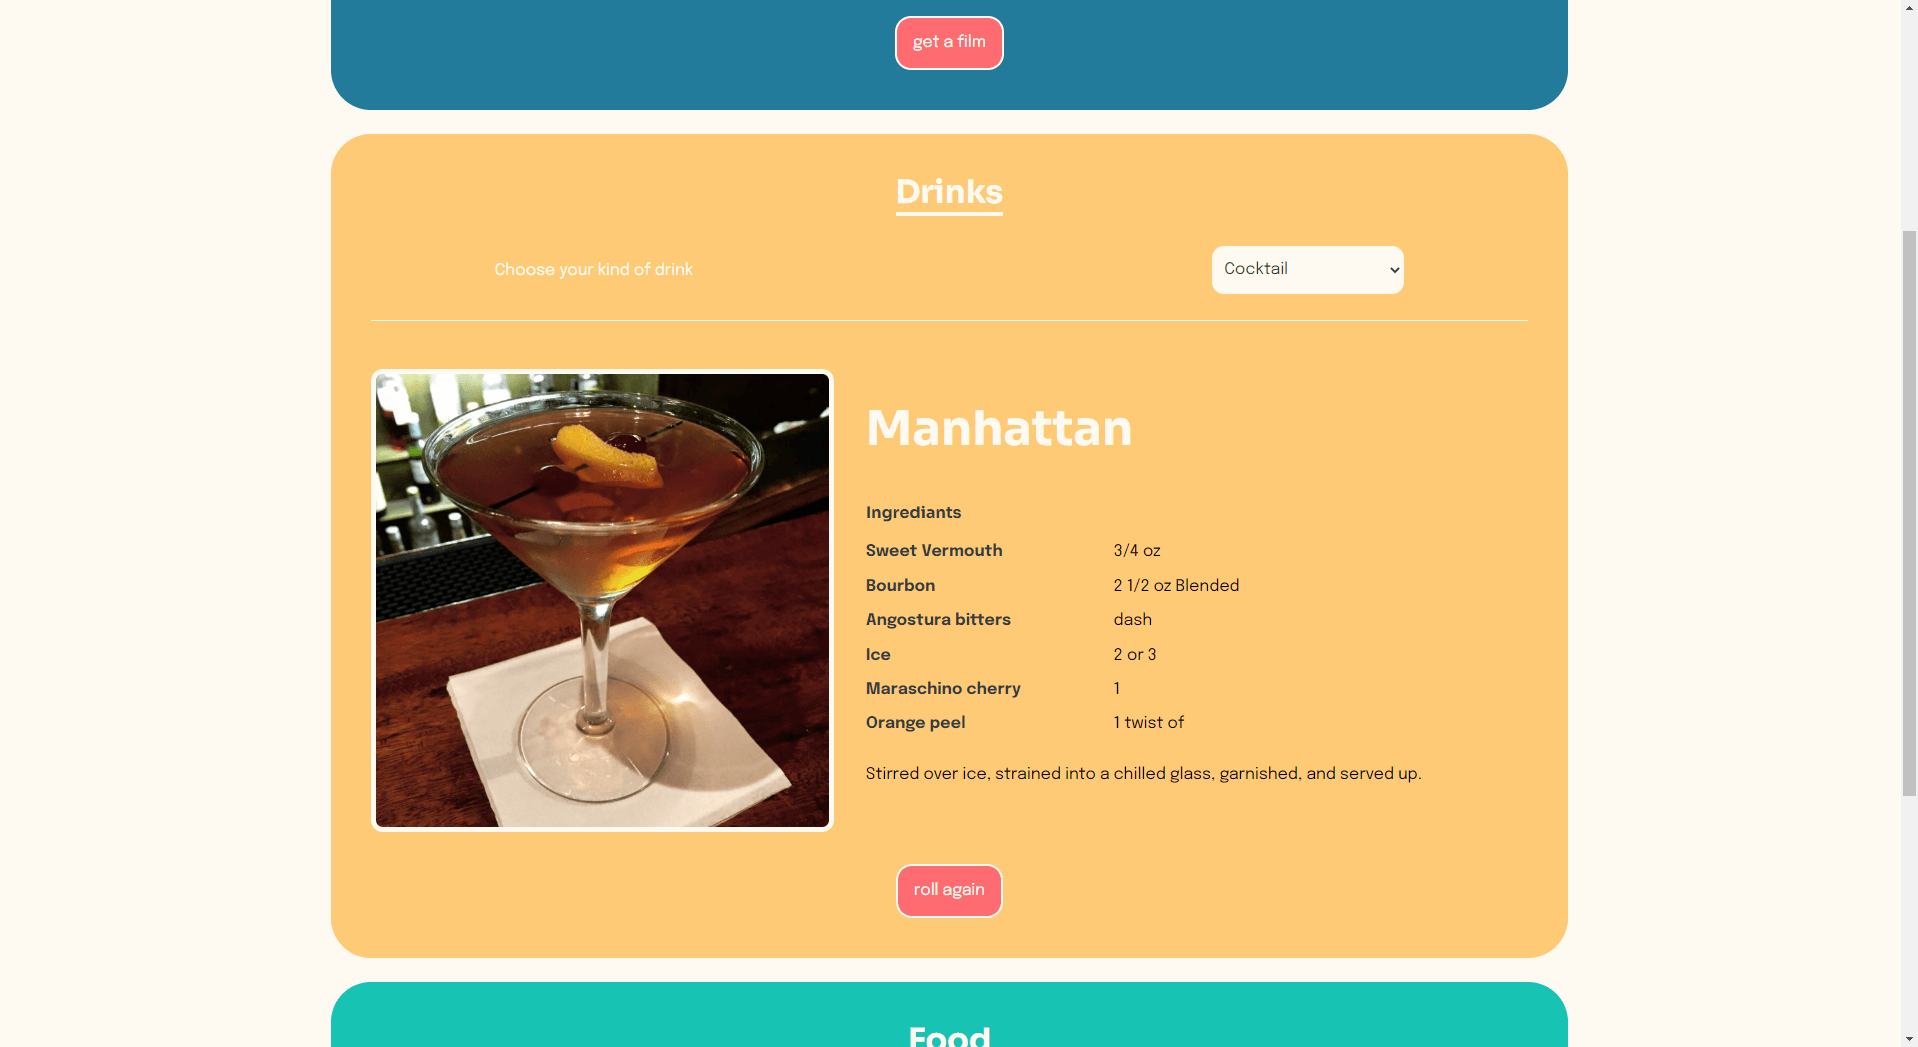 get a film
Drinks
Choose your kind of drink
Cocktail
Manhattan
Ingrediants
Sweet Vermouth 3/4 oz
Bourbon 2 1/2 oz Blended
Angostura bitters dash
Ice 2 or 3
Maraschino cherry 1
Orange peel 1 twist of
Stirred over ice, strained into a chilled glass, garnished, and served up.
roll again
Food